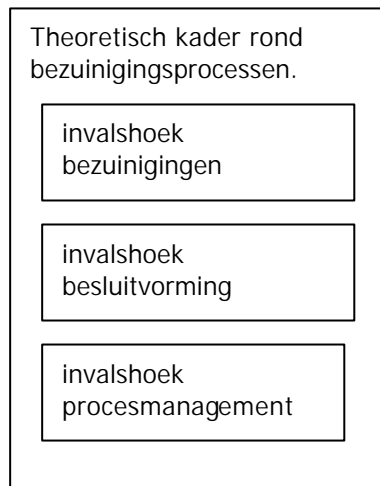 Theoretisch kader rond
bezuinigingsprocessen.
invalshoek
bezuinigingen
invalshoek
besluitvorming
invalshoek
procesmanagement